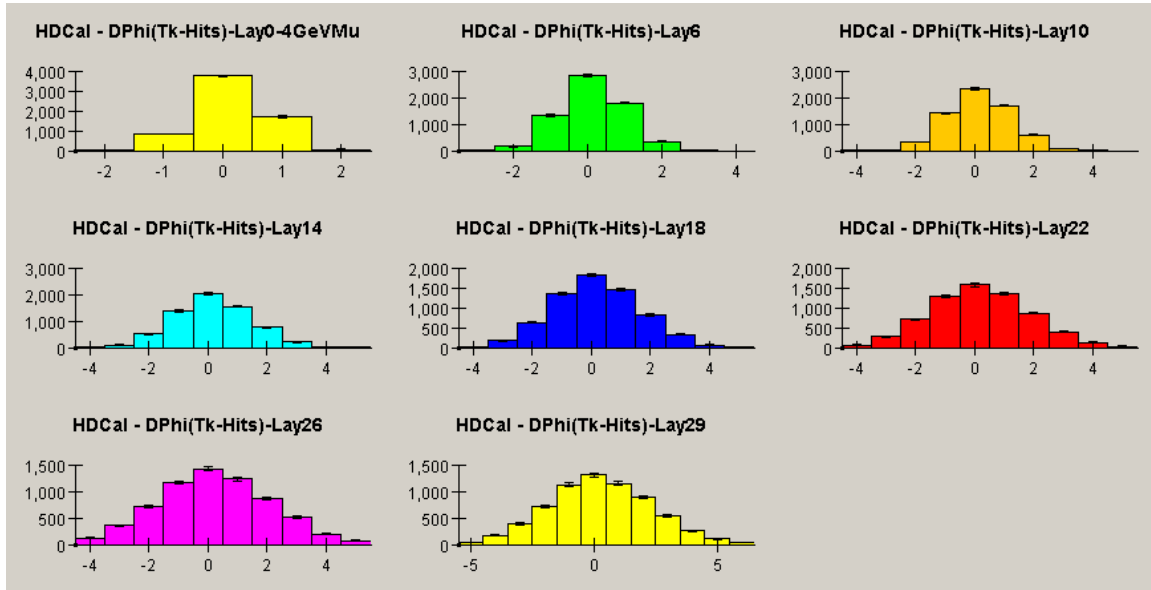 HDCal - DPhi(Tk-Hits)-Lay0-4GeVMu
4,000
3,000
2,000
1,000
0
-2 -1 0 1 2
HDCal - DPhi(Tk-Hits)-Lay6
3,000
2,000
1,000
0
-2 0 2 4
HDCal - DPhi(Tk-Hits)-Lay10
3,000
2,000
1,000
0
-4 -2 0 2 4
HDCal - DPhi(Tk-Hits)-Lay14
3,000
2,000
1,000
0
-4 -2 0 2 4
HDCal - DPhi(Tk-Hits)-Lay18
2,000
1,500
1,000
500
0
-4 -2 0 2 4
HDCal - DPhi(Tk-Hits)-Lay22
2,000
1,500
1,000
500
0
-4 -2 0 2 4
HDCal - DPhi(Tk-Hits)-Lay26
1,500
1,000
500
0
-4 -2 0 2 4
HDCal - DPhi(Tk-Hits)-Lay29
1,500
1,000
500
0
-5 0 5